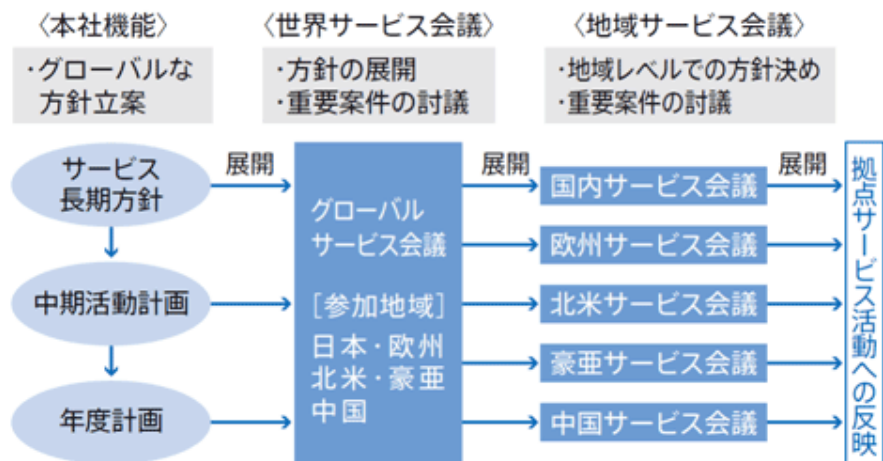 〈本社機能〉
・グローバルな
方針立案
〈世界サービス会議〉
・方針の展開
・重要案件の討議
〈地域サービス会議〉
・地域レベルでの方針決め
・重要案件の討議
サービス
長期方針
中期活動計画
年度計画
展開
グローバル
サービス会議
［参加地域］
日本・欧州
北米・豪亜
中国
展開
国内サービス会議
欧州サービス会議
北米サービス会議
豪亜サービス会議
中国サービス会議
展開
拠点サービス活動への反映